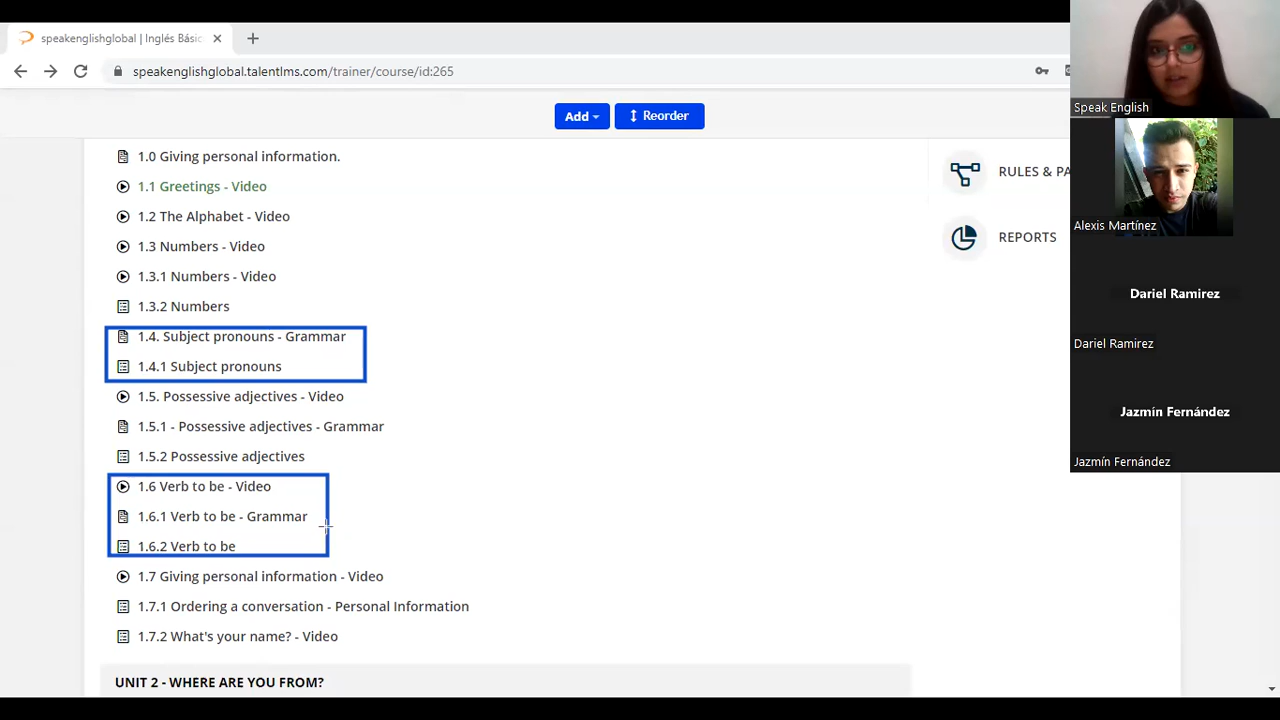 speakenglishglobal | Inglés Básic
speakenglishglobal.talentlms.com/trainer/course/id:265
Add
Reorder
1.0 Giving personal information.
1.1 Greetings - Video
1.2 The Alphabet - Video
1.3 Numbers - Video
1.3.1 Numbers - Video
1.3.2 Numbers
1.4. Subject pronouns - Grammar
1.4.1 Subject pronouns
1.5. Possessive adjectives - Video
1.5.1 - Possessive adjectives - Grammar
1.5.2 Possessive adjectives
1.6 Verb to be - Video
1.6.1 Verb to be - Grammar
1.6.2 Verb to be
1.7 Giving personal information - Video
1.7.1 Ordering a conversation - Personal Information
1.7.2 What's your name? - Video
UNIT 2 - WHERE ARE YOU FROM?
RULES & PA
REPORTS
Speak English
Alexis Martínez
Dariel Ramirez
Dariel Ramirez
Jazmín Fernández
Jazmín Fernández